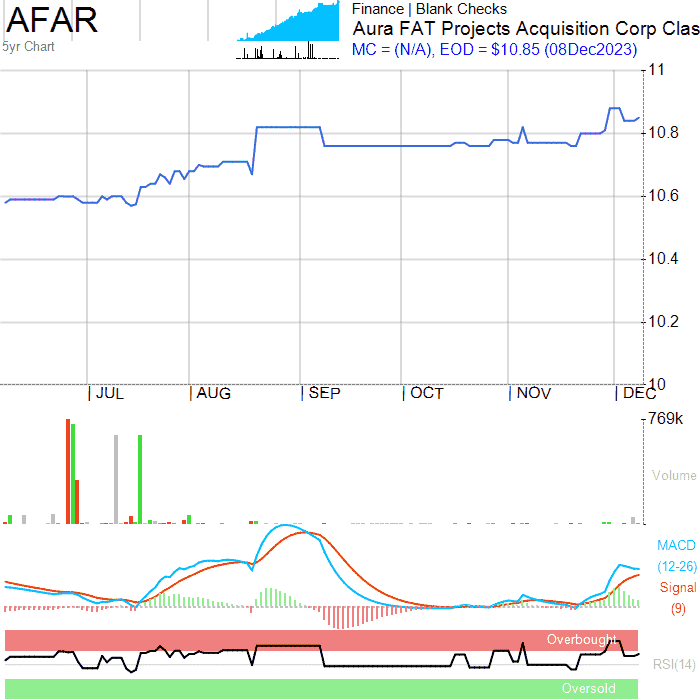 AFAR
5yr Chart
Finance | Blank Checks
Aura FAT Projects Acquisition Corp Clas
MC = (N/A), EOD = $10.85 (08Dec2023)
11
10.8
10.6
10.4
10.2
10
JUL AUG SEP OCT NOV DEC
769k
Volume
MACD
(12-26)
Signal
(9)
Overbought
RSI(14)
Oversold